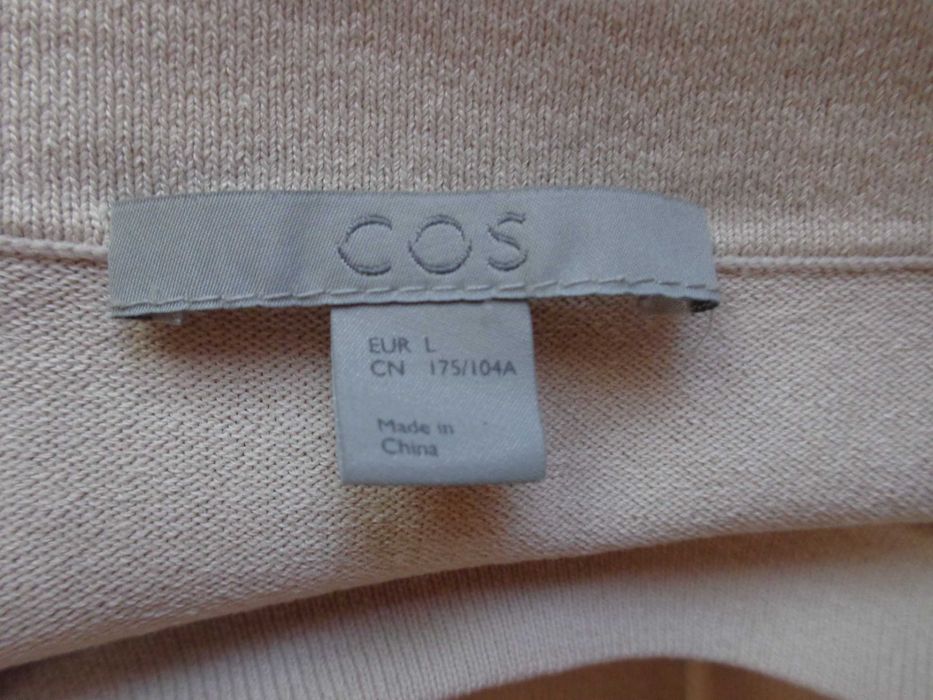 COS
EUR L
CN 175/104A
Made in
China